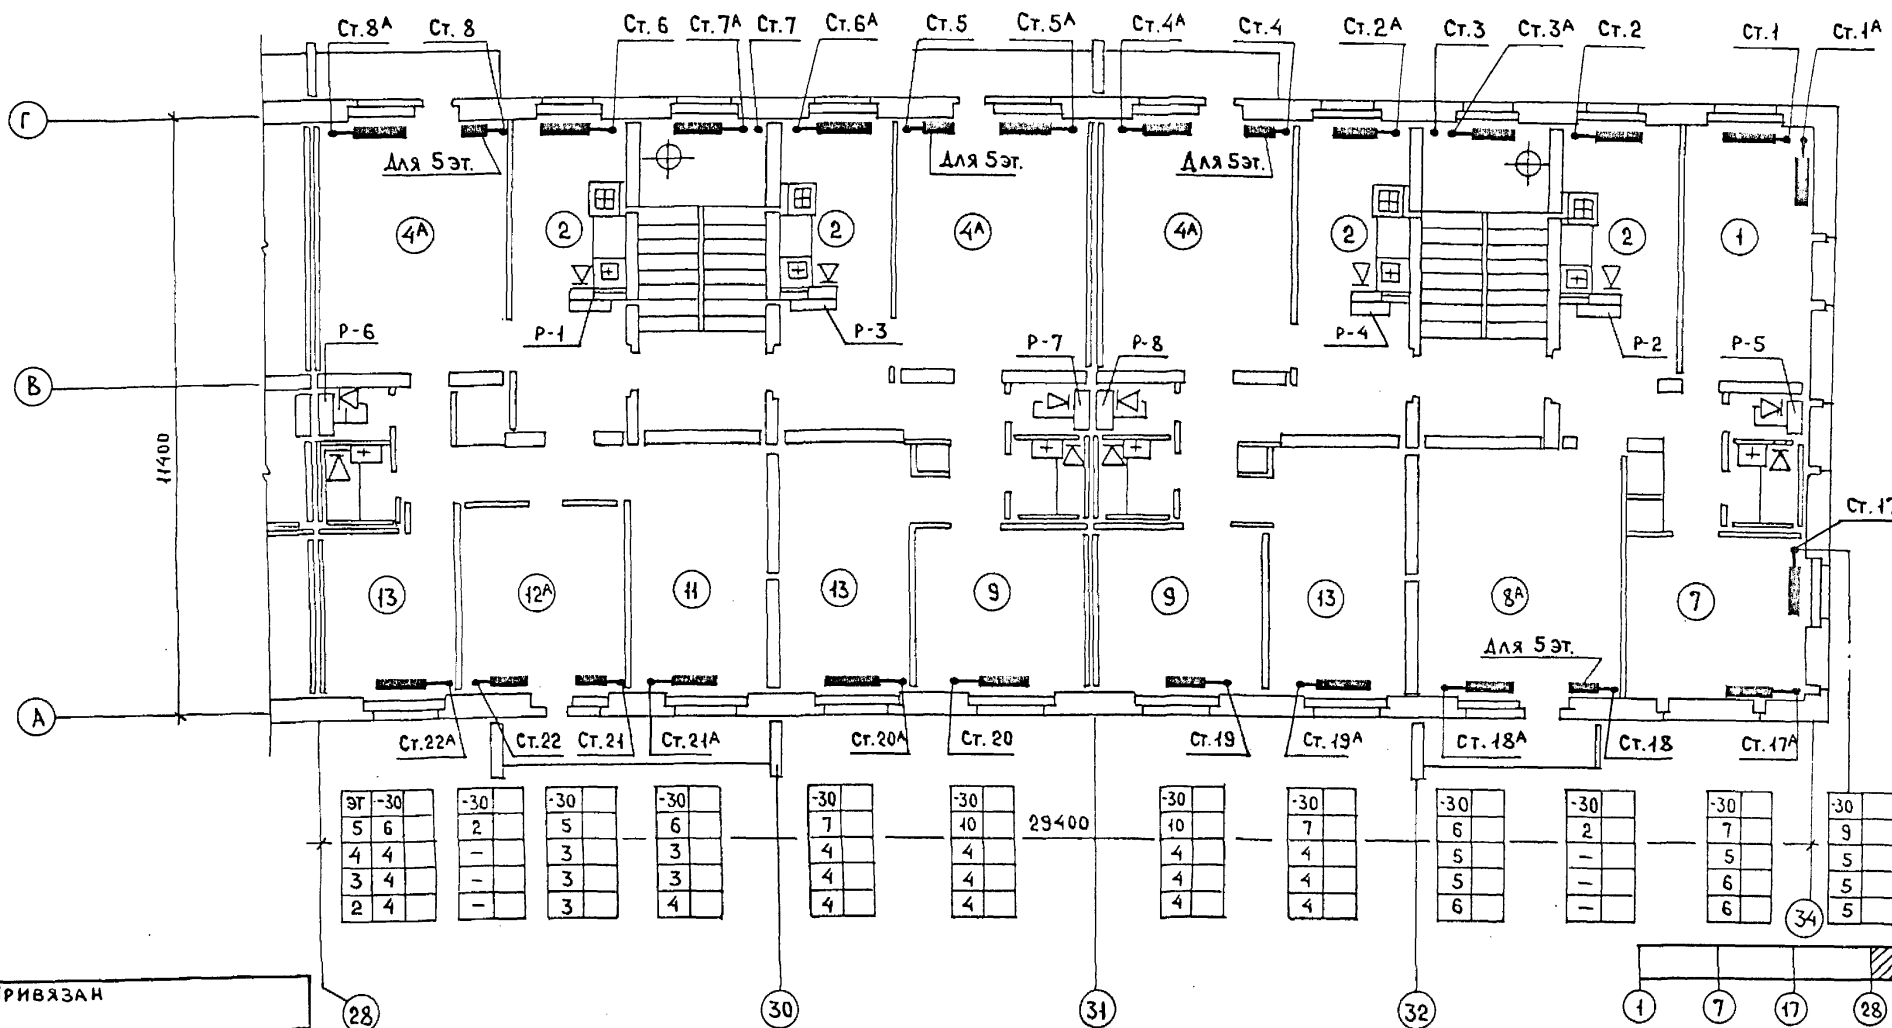 Ст.8А Ст. 8 Ст. 6 Ст.7А Ст.7 Ст.6А Ст.5 Ст.5А Ст.4А Ст.4 Ст.2А Ст.3 Ст.3А Ст.2 Ст.1 Ст.1А
Г
Для 5 эт. Для 5 эт. Для 5 эт.
4А 2 2 4А 4А 2 2 1
Р-6 Р-1 Р-3 Р-7 Р-8 Р-4 Р-2 Р-5
В
11400
Ст.17
13 12А 11 13 9 9 13 8А 7
Для 5 эт.
А
Ст.22А Ст.22 Ст.21 Ст.21А Ст.20А Ст.20 Ст.19 Ст.19А Ст.18А Ст.18 Ст.17А
эт -30 -30 -30 -30 -30 -30 -30 -30 -30 -30 -30 -30
5 6 2 5 6 7 10 29400 10 7 6 2 7 9
4 4 – 3 3 4 4 4 4 5 – 5 5
3 4 – 3 3 4 4 4 4 5 – 6 5
2 4 – 3 4 4 4 4 4 6 – 6 5
34
РИВЯЗАН
28 30 31 32 1 7 17 28